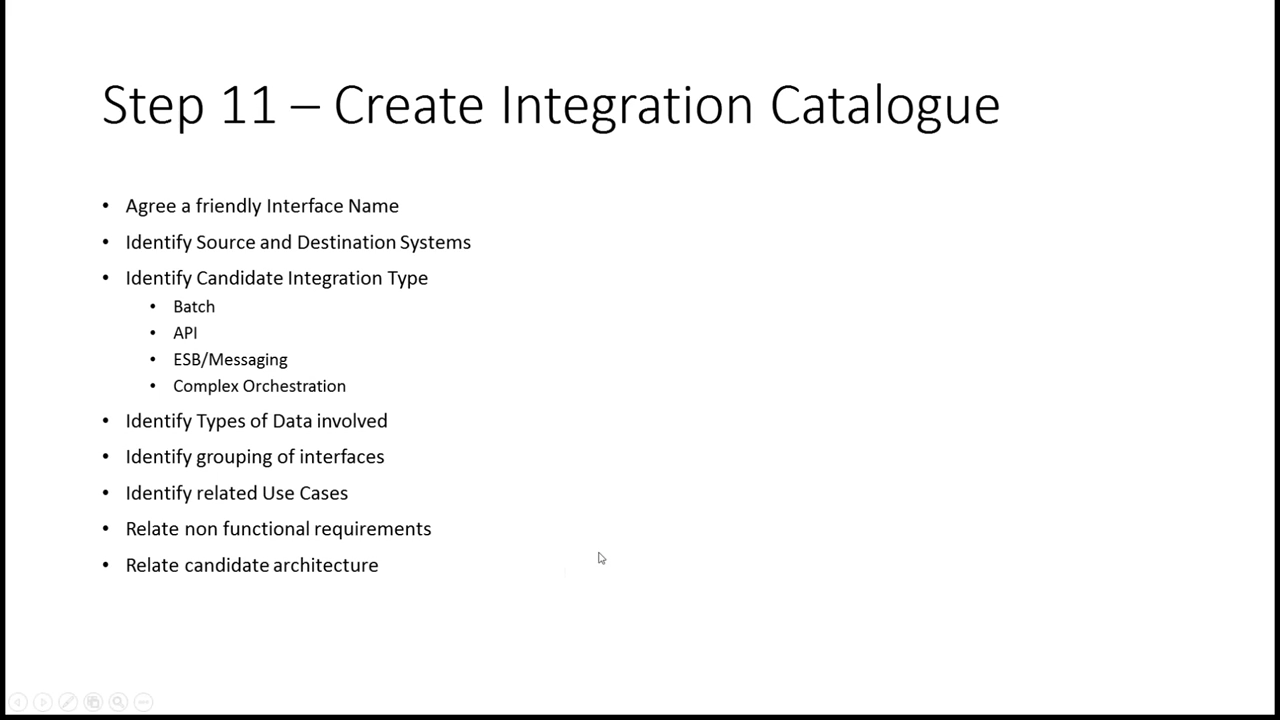 Step 11 – Create Integration Catalogue
• Agree a friendly Interface Name
• Identify Source and Destination Systems
• Identify Candidate Integration Type
• Batch
• API
• ESB/Messaging
• Complex Orchestration
• Identify Types of Data involved
• Identify grouping of interfaces
• Identify related Use Cases
• Relate non functional requirements
• Relate candidate architecture